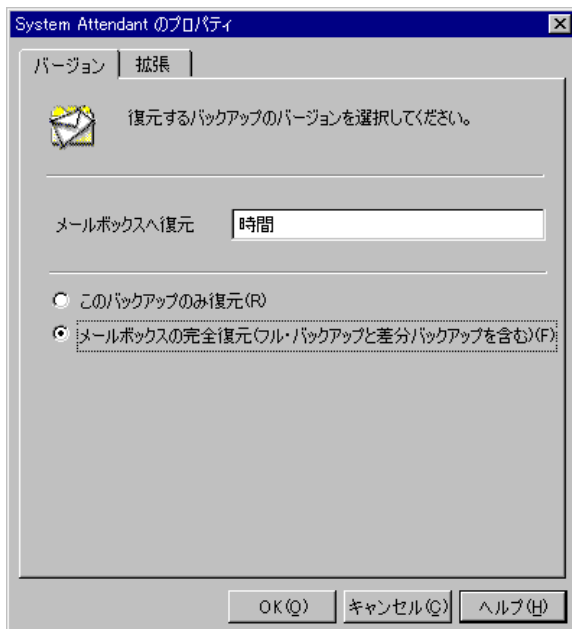 System Attendant のプロパティ
バージョン 拡張
復元するバックアップのバージョンを選択してください。
メールボックスへ復元 時間
このバックアップのみ復元(R)
メールボックスの完全復元(フル・バックアップと差分バックアップを含む)(F)
OK(O) キャンセル(C) ヘルプ(H)